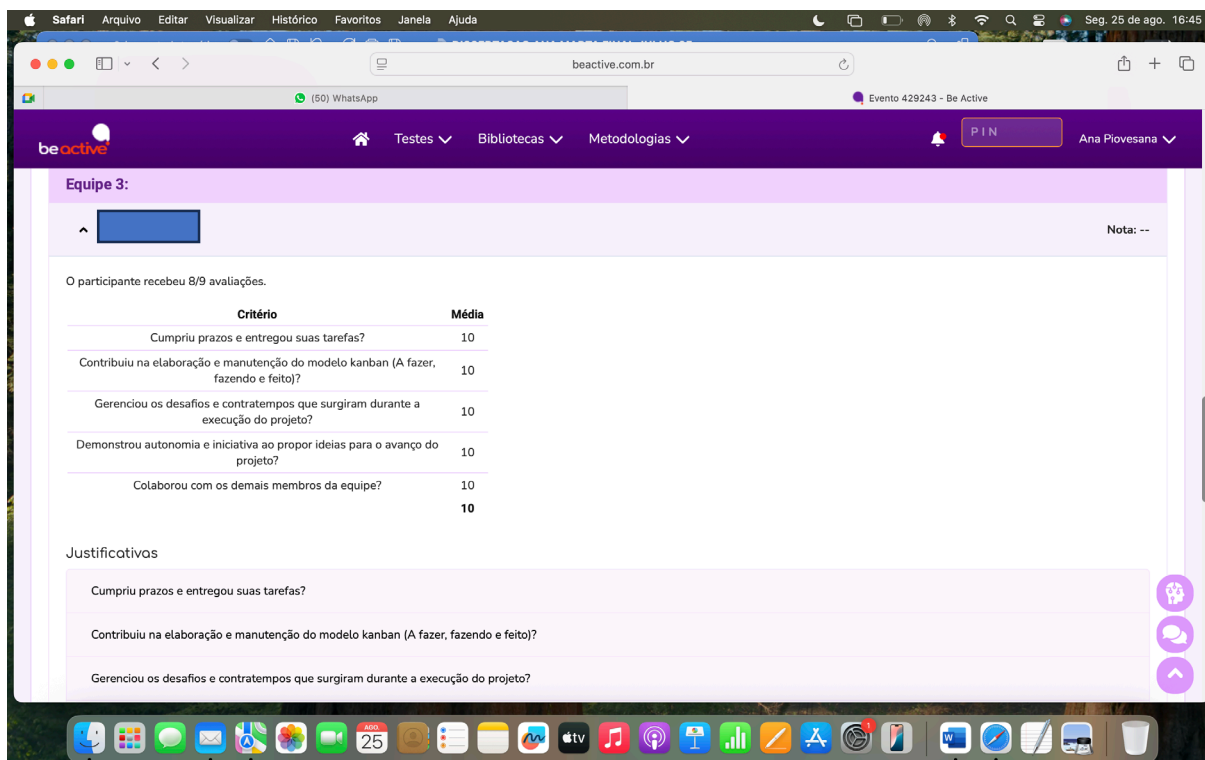 Safari Arquivo Editar Visualizar Histórico Favoritos Janela Ajuda Seg. 25 de ago. 16:45
beactive.com.br
(50) WhatsApp
Evento 429243 - Be Active
be active
Testes
Bibliotecas
Metodologias
PIN
Ana Piovesana
Equipe 3:
Nota: --
O participante recebeu 8/9 avaliações.
Critério Média
Cumpriu prazos e entregou suas tarefas? 10
Contribuiu na elaboração e manutenção do modelo kanban (A fazer,
fazendo e feito)? 10
Gerenciou os desafios e contratempos que surgiram durante a
execução do projeto? 10
Demonstrou autonomia e iniciativa ao propor ideias para o avanço do
projeto? 10
Colaborou com os demais membros da equipe? 10
10
Justificativas
Cumpriu prazos e entregou suas tarefas?
Contribuiu na elaboração e manutenção do modelo kanban (A fazer, fazendo e feito)?
Gerenciou os desafios e contratempos que surgiram durante a execução do projeto?
AGO
25
tv
1
W